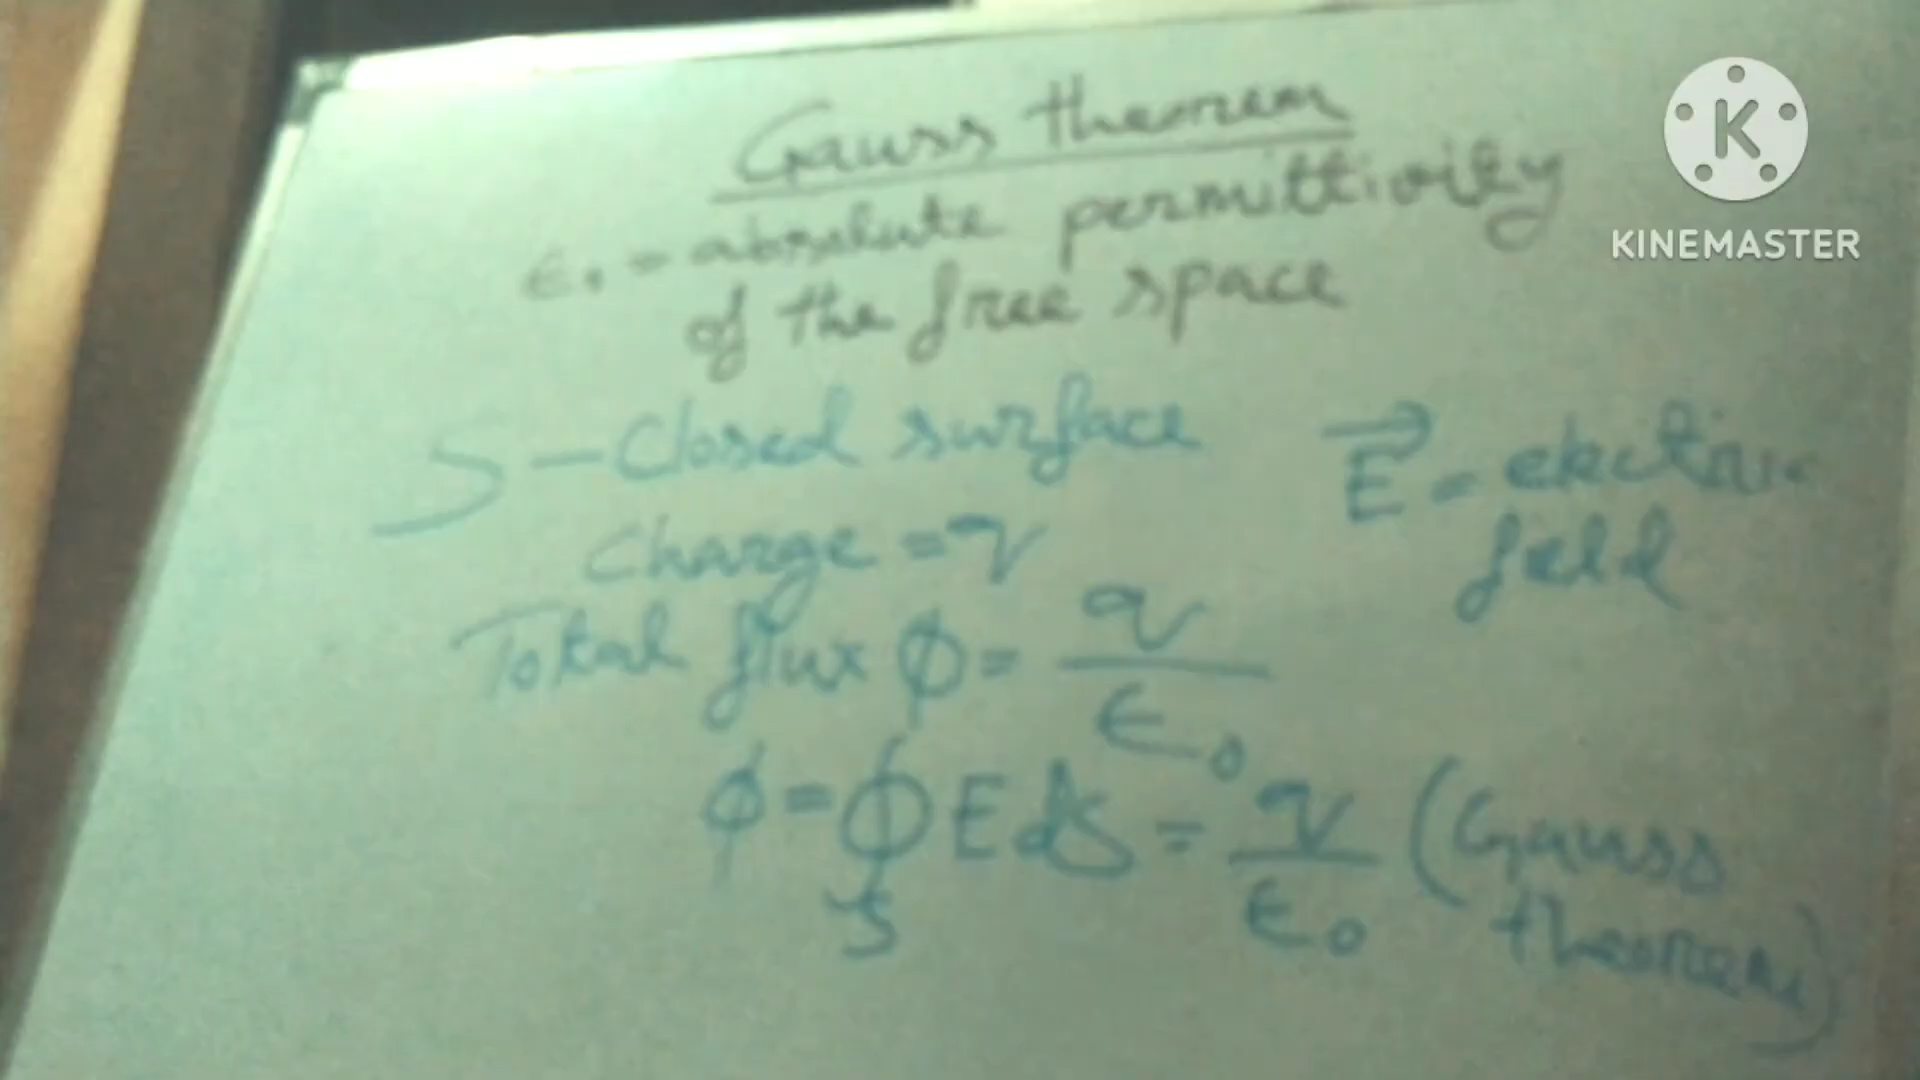 Gauss theorem
ϵ₀ = absolute permittivity
of the free space
S - Closed surface
E⃗ = electric
field
Charge = q
Total flux ϕ = q/ϵ₀
ϕ = ∮ E ds = q/ϵ₀ (Gauss
S
theorem)
KINEMASTER